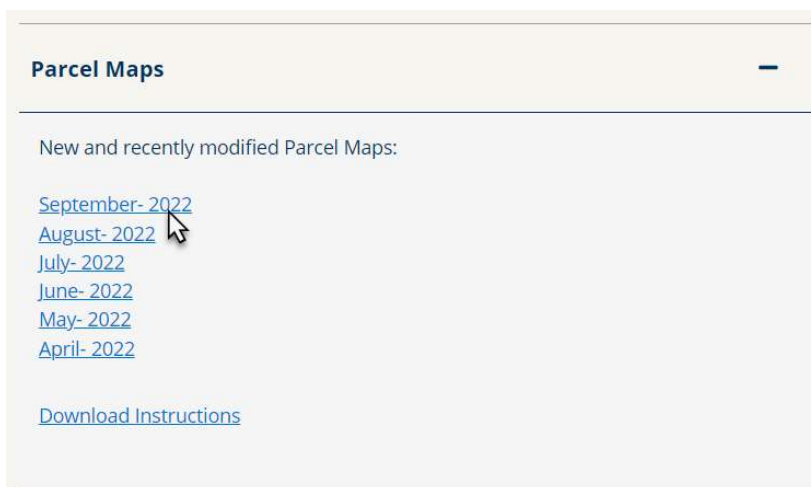 Parcel Maps
New and recently modified Parcel Maps:
September- 2022
August- 2022
July- 2022
June- 2022
May- 2022
April- 2022
Download Instructions